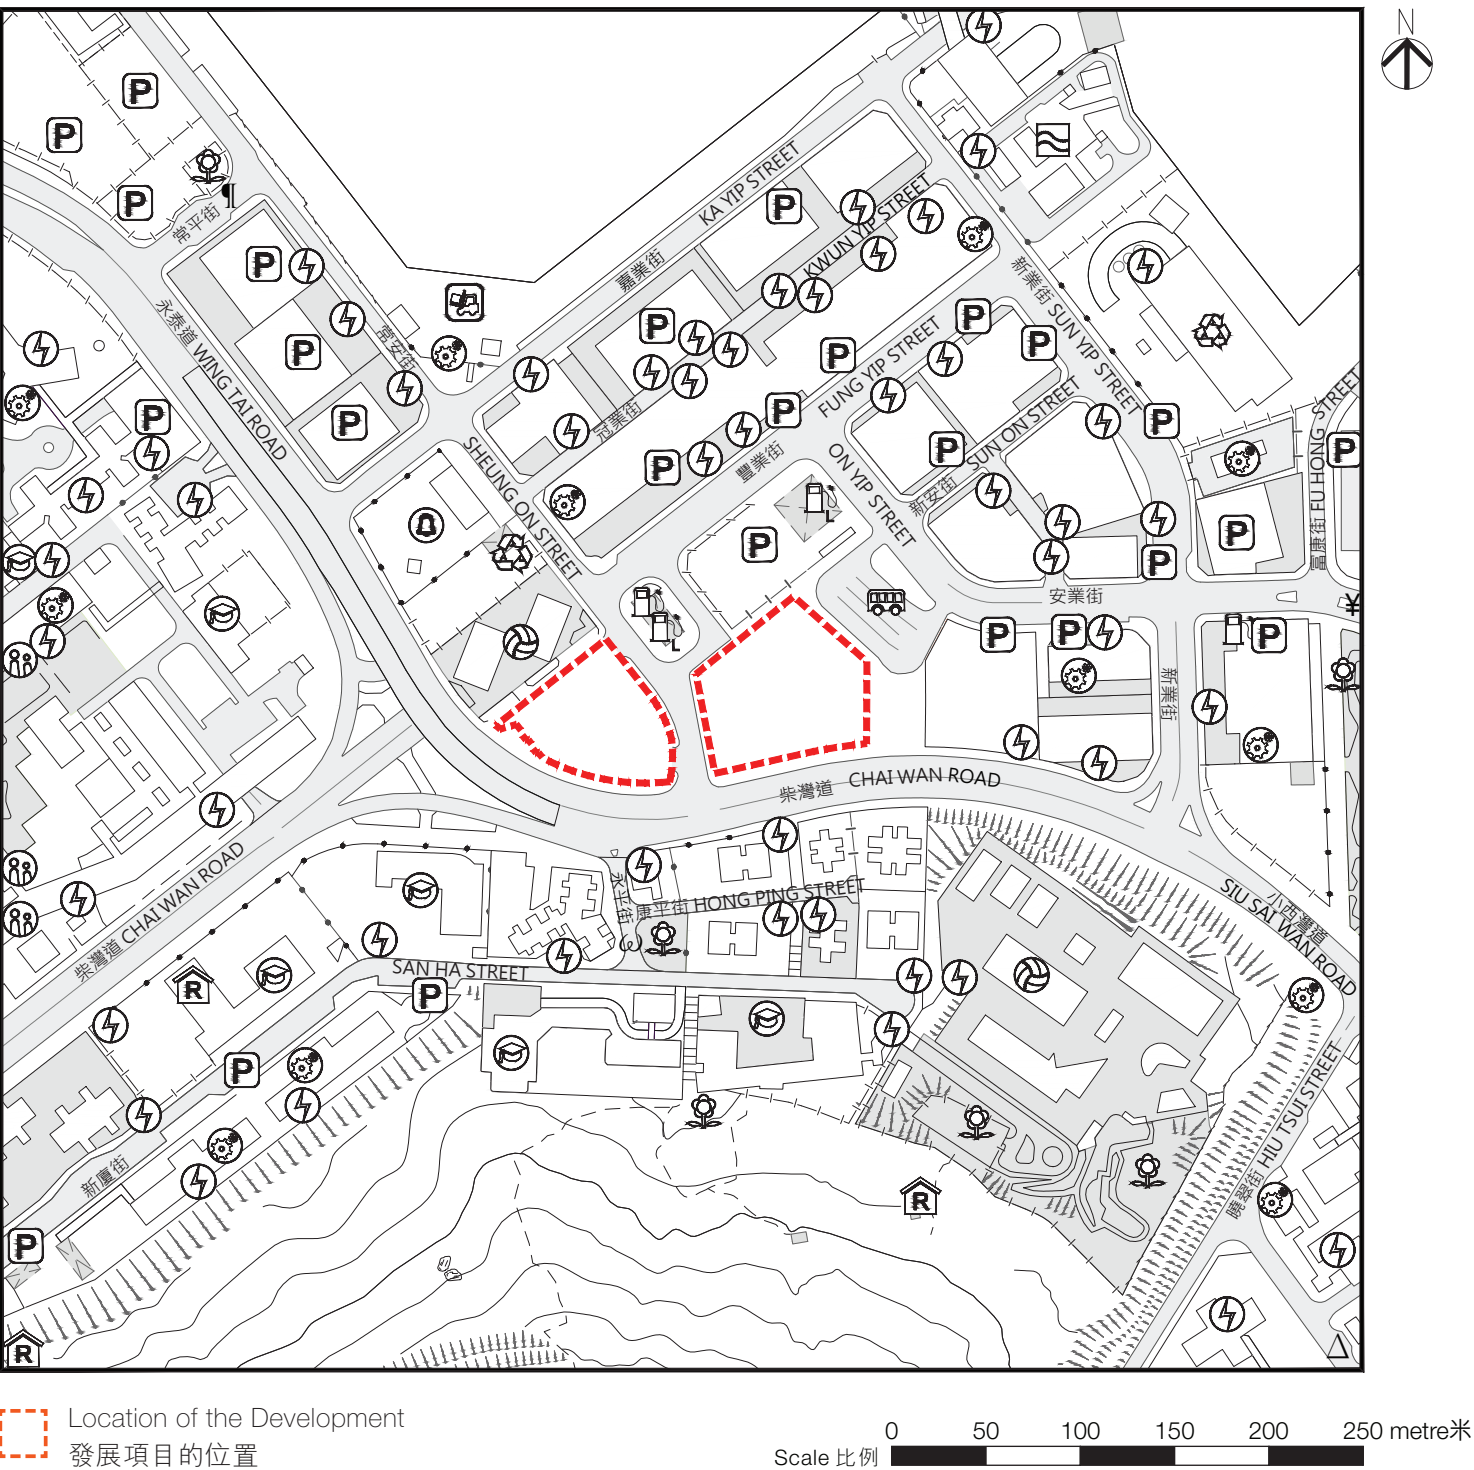 N
P
P
P
常平街
KA YIP STREET
嘉業街
P
KWUN YIP STREET
P
永泰道 WING TAI ROAD
常安街
P
P
P
P
冠業街
新業街 SUN YIP STREET
P
P
P
FUNG YIP STREET
豐業街
P
P
P
SHEUNG ON STREET
ON YIP STREET
P
新安街 SUN ON STREET
P
富康街 FU HONG STREET
P
P
L
P
P
安業街
¥
L
P
P
P
新業街
柴灣道 CHAI WAN ROAD
柴灣道 CHAI WAN ROAD
永平街
康平街 HONG PING STREET
小西灣道
SIU SAI WAN ROAD
SAN HA STREET
R
P
P
曉翠街 HIU TSUI STREET
新廈街
R
P
R
Location of the Development
發展項目的位置
0 50 100 150 200 250 metre米
Scale 比例